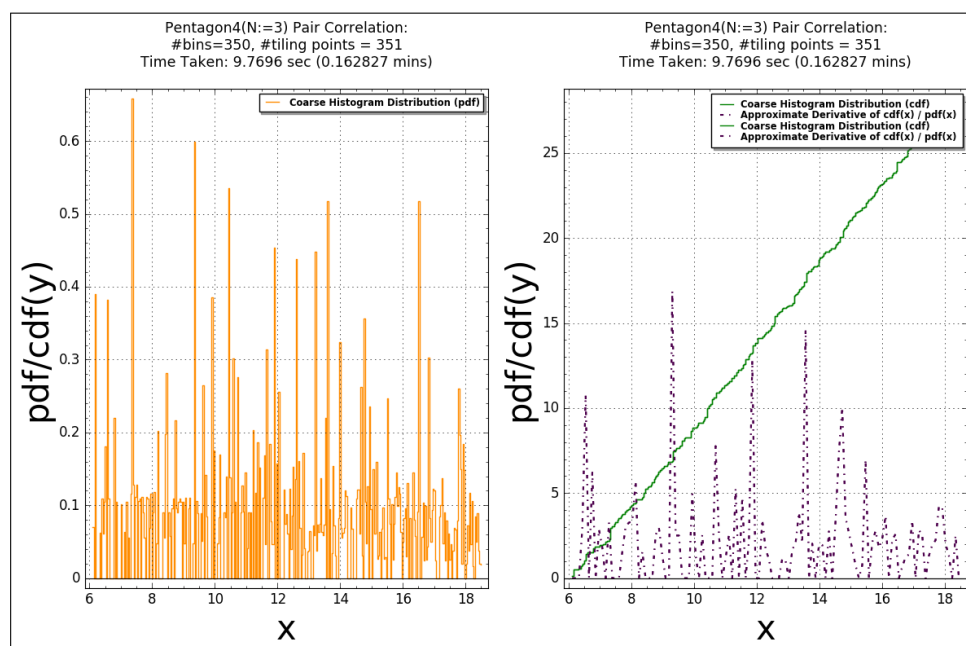 Pentagon4(N:=3) Pair Correlation:
#bins=350, #tiling points = 351
Time Taken: 9.7696 sec (0.162827 mins)
Coarse Histogram Distribution (pdf)
pdf/cdf(y)
0.6
0.5
0.4
0.3
0.2
0.1
0
6
8
10
12
14
16
18
x
Pentagon4(N:=3) Pair Correlation:
#bins=350, #tiling points = 351
Time Taken: 9.7696 sec (0.162827 mins)
Coarse Histogram Distribution (cdf)
Approximate Derivative of cdf(x) / pdf(x)
Coarse Histogram Distribution (cdf)
Approximate Derivative of cdf(x) / pdf(x)
pdf/cdf(y)
25
20
15
10
5
0
6
8
10
12
14
16
18
x